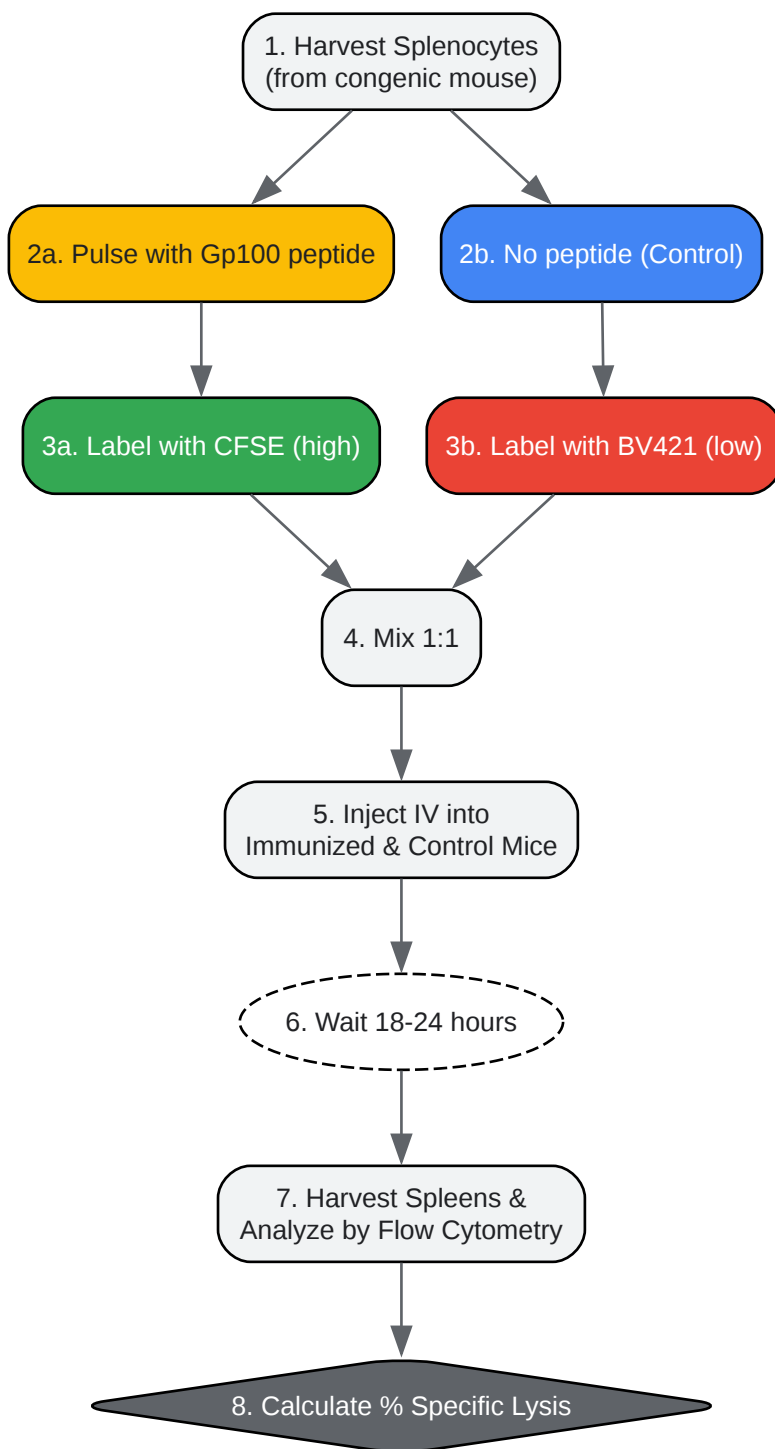 1. Harvest Splenocytes
(from congenic mouse)
2a. Pulse with Gp100 peptide
2b. No peptide (Control)
3a. Label with CFSE (high)
3b. Label with BV421 (low)
4. Mix 1:1
5. Inject IV into
Immunized & Control Mice
6. Wait 18-24 hours
7. Harvest Spleens &
Analyze by Flow Cytometry
8. Calculate % Specific Lysis